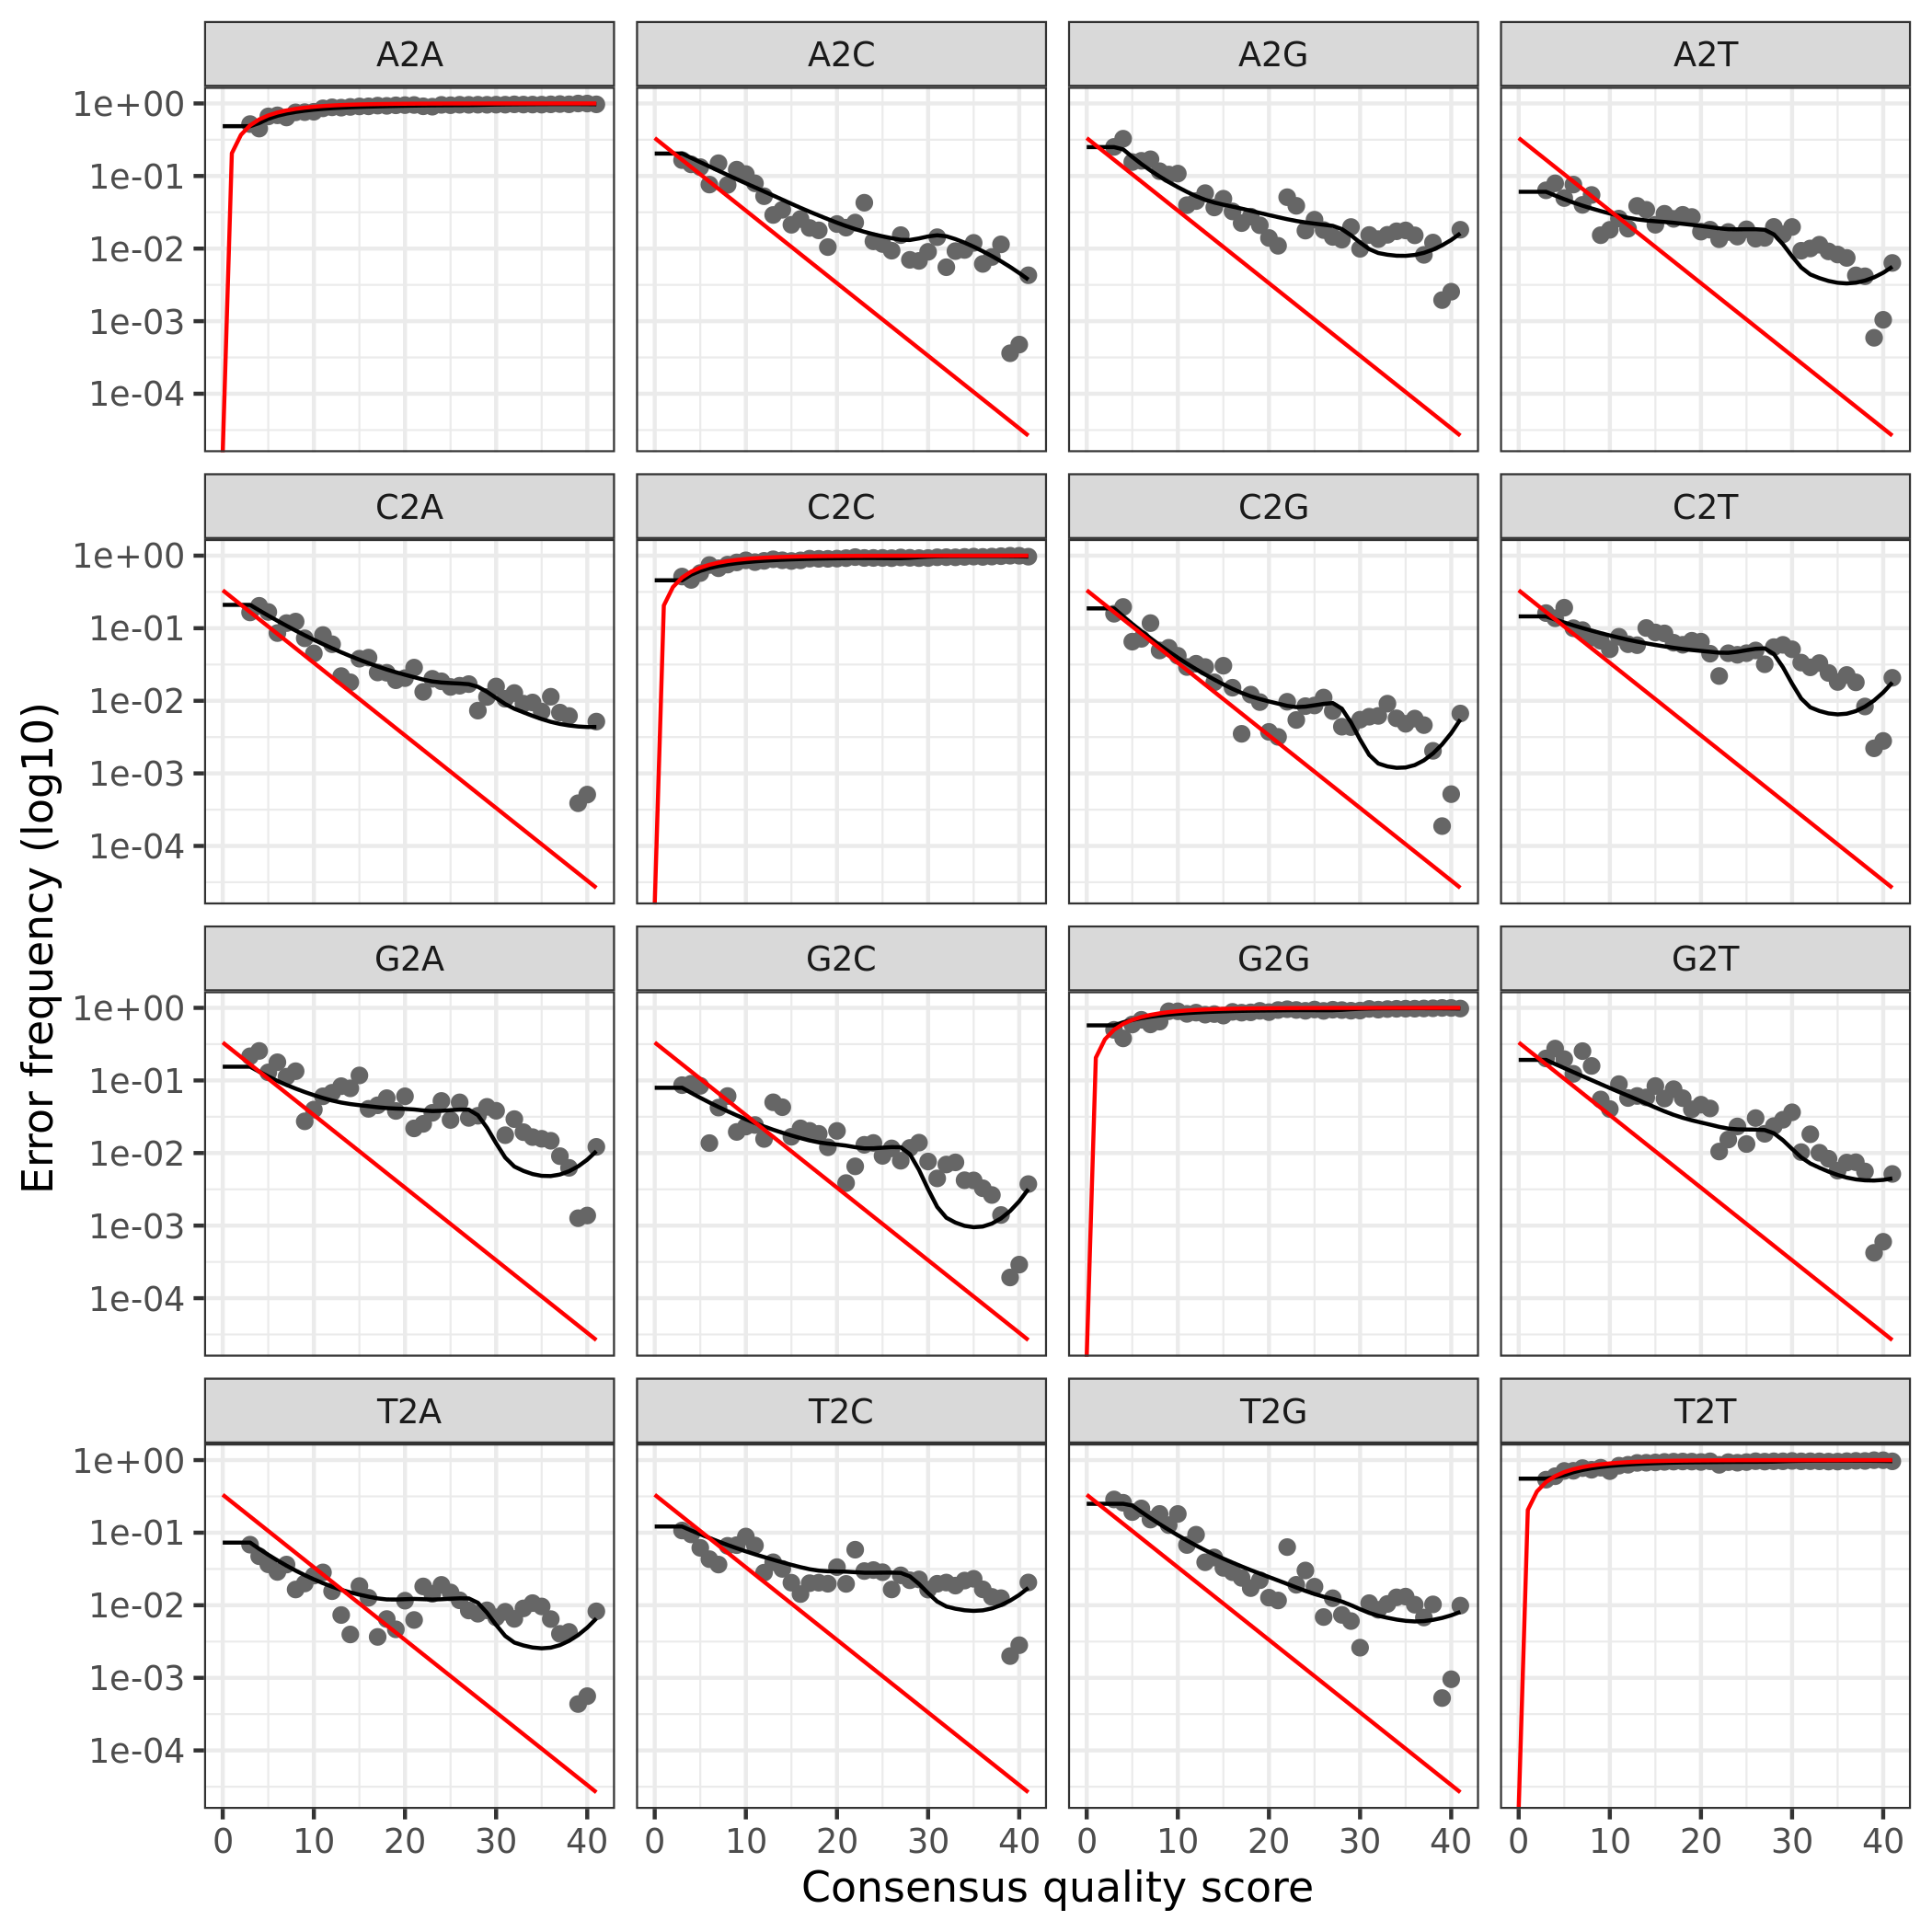 A2A A2C A2G A2T
1e+00
1e-01
1e-02
1e-03
1e-04
C2A C2C C2G C2T
1e+00
1e-01
1e-02
1e-03
1e-04
G2A G2C G2G G2T
1e+00
1e-01
1e-02
1e-03
1e-04
T2A T2C T2G T2T
1e+00
1e-01
1e-02
1e-03
1e-04
0 10 20 30 40 0 10 20 30 40 0 10 20 30 40 0 10 20 30 40
Consensus quality score
Error frequency (log10)